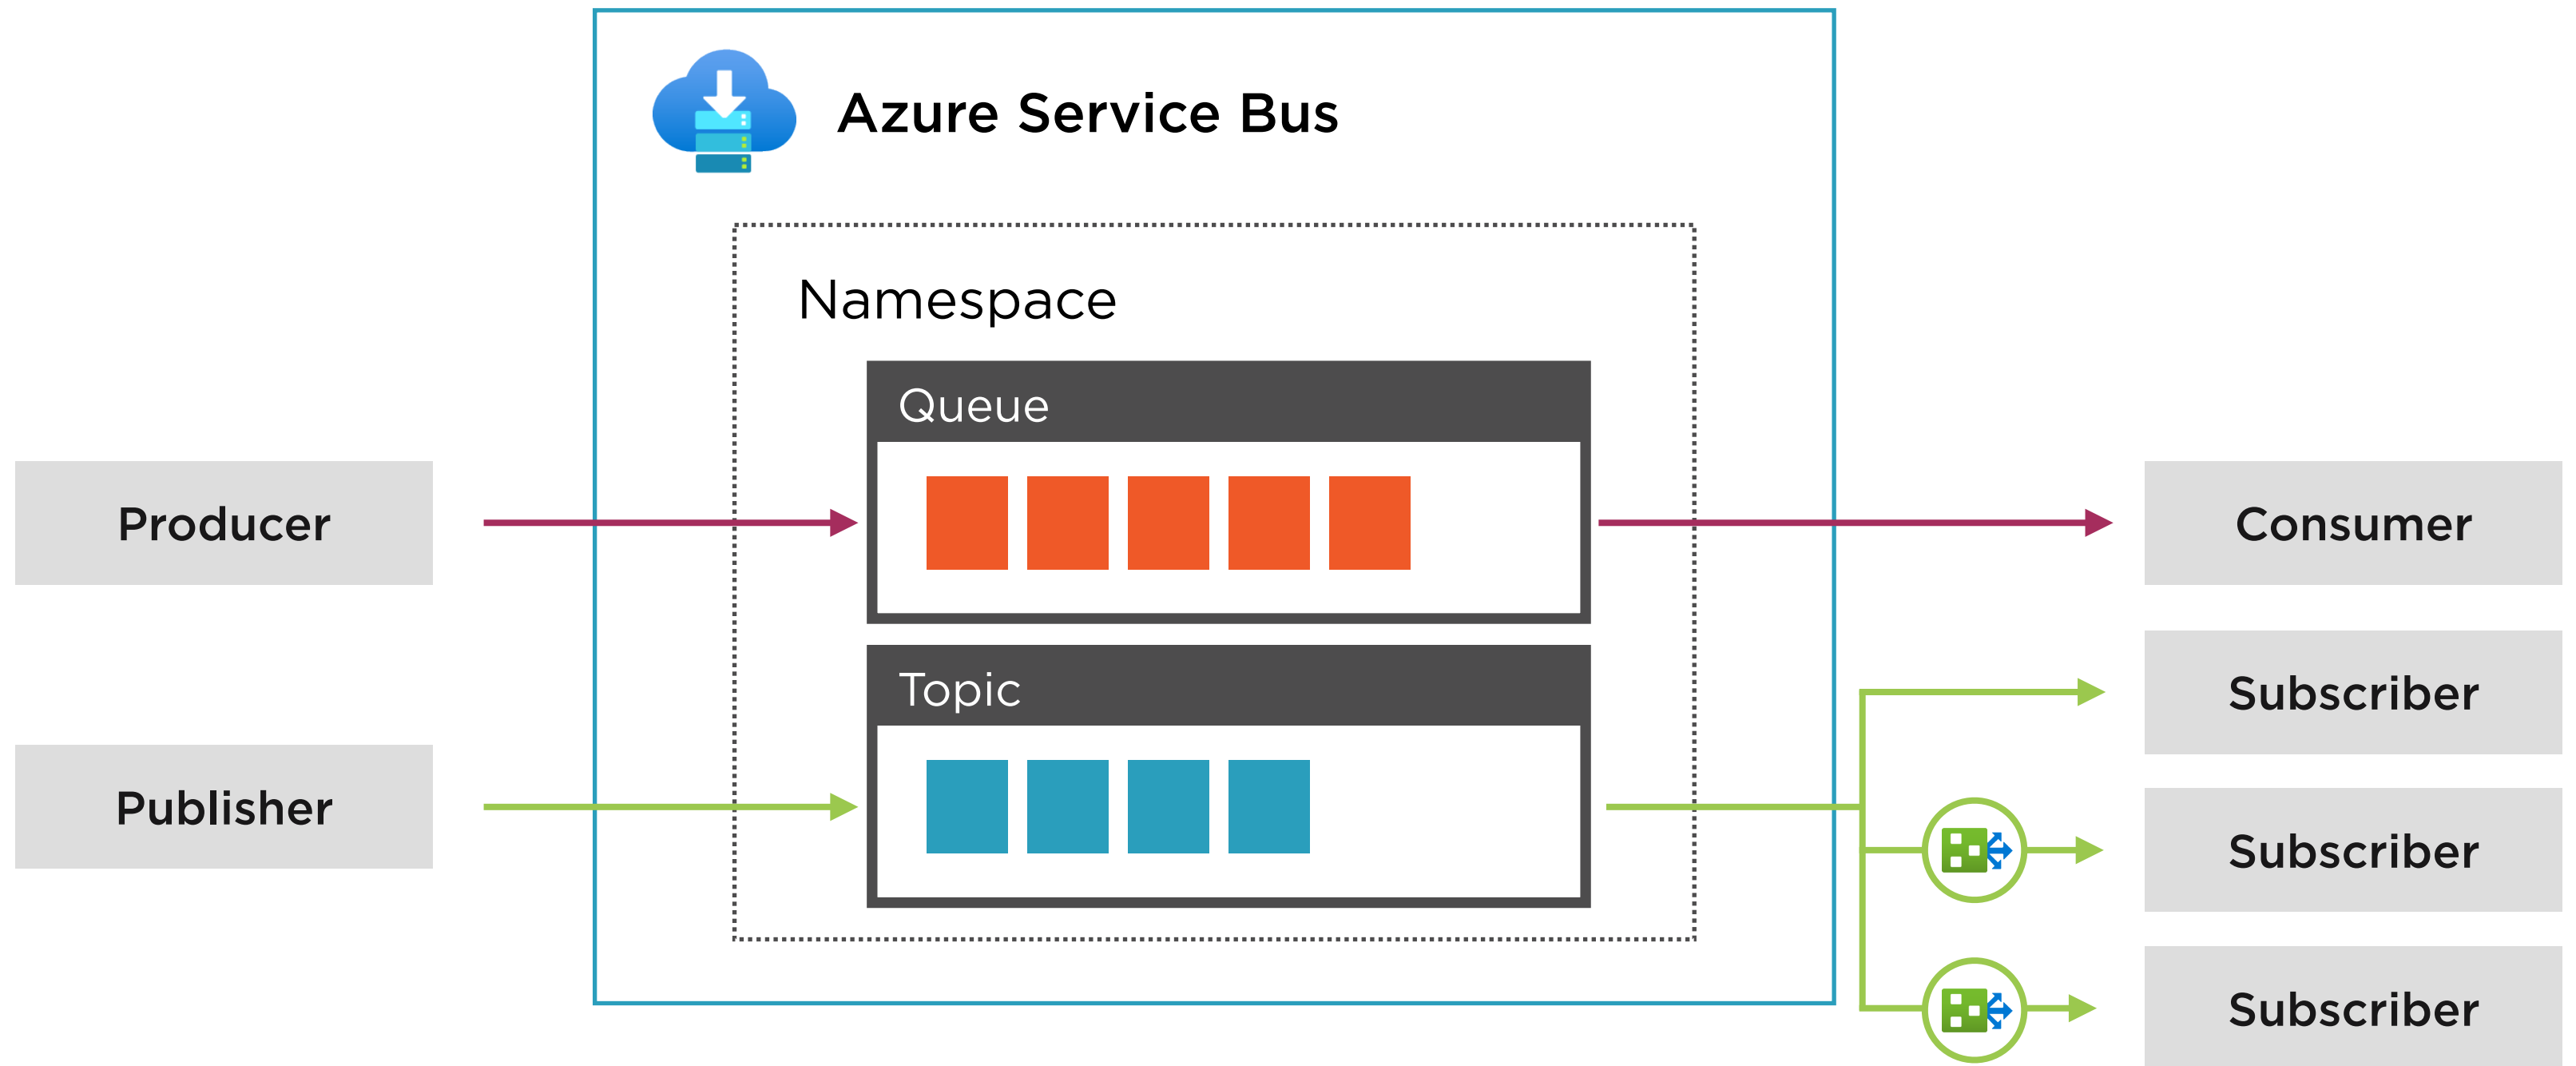 Azure Service Bus
Namespace
Queue
Producer
Consumer
Topic
Subscriber
Publisher
Subscriber
Subscriber